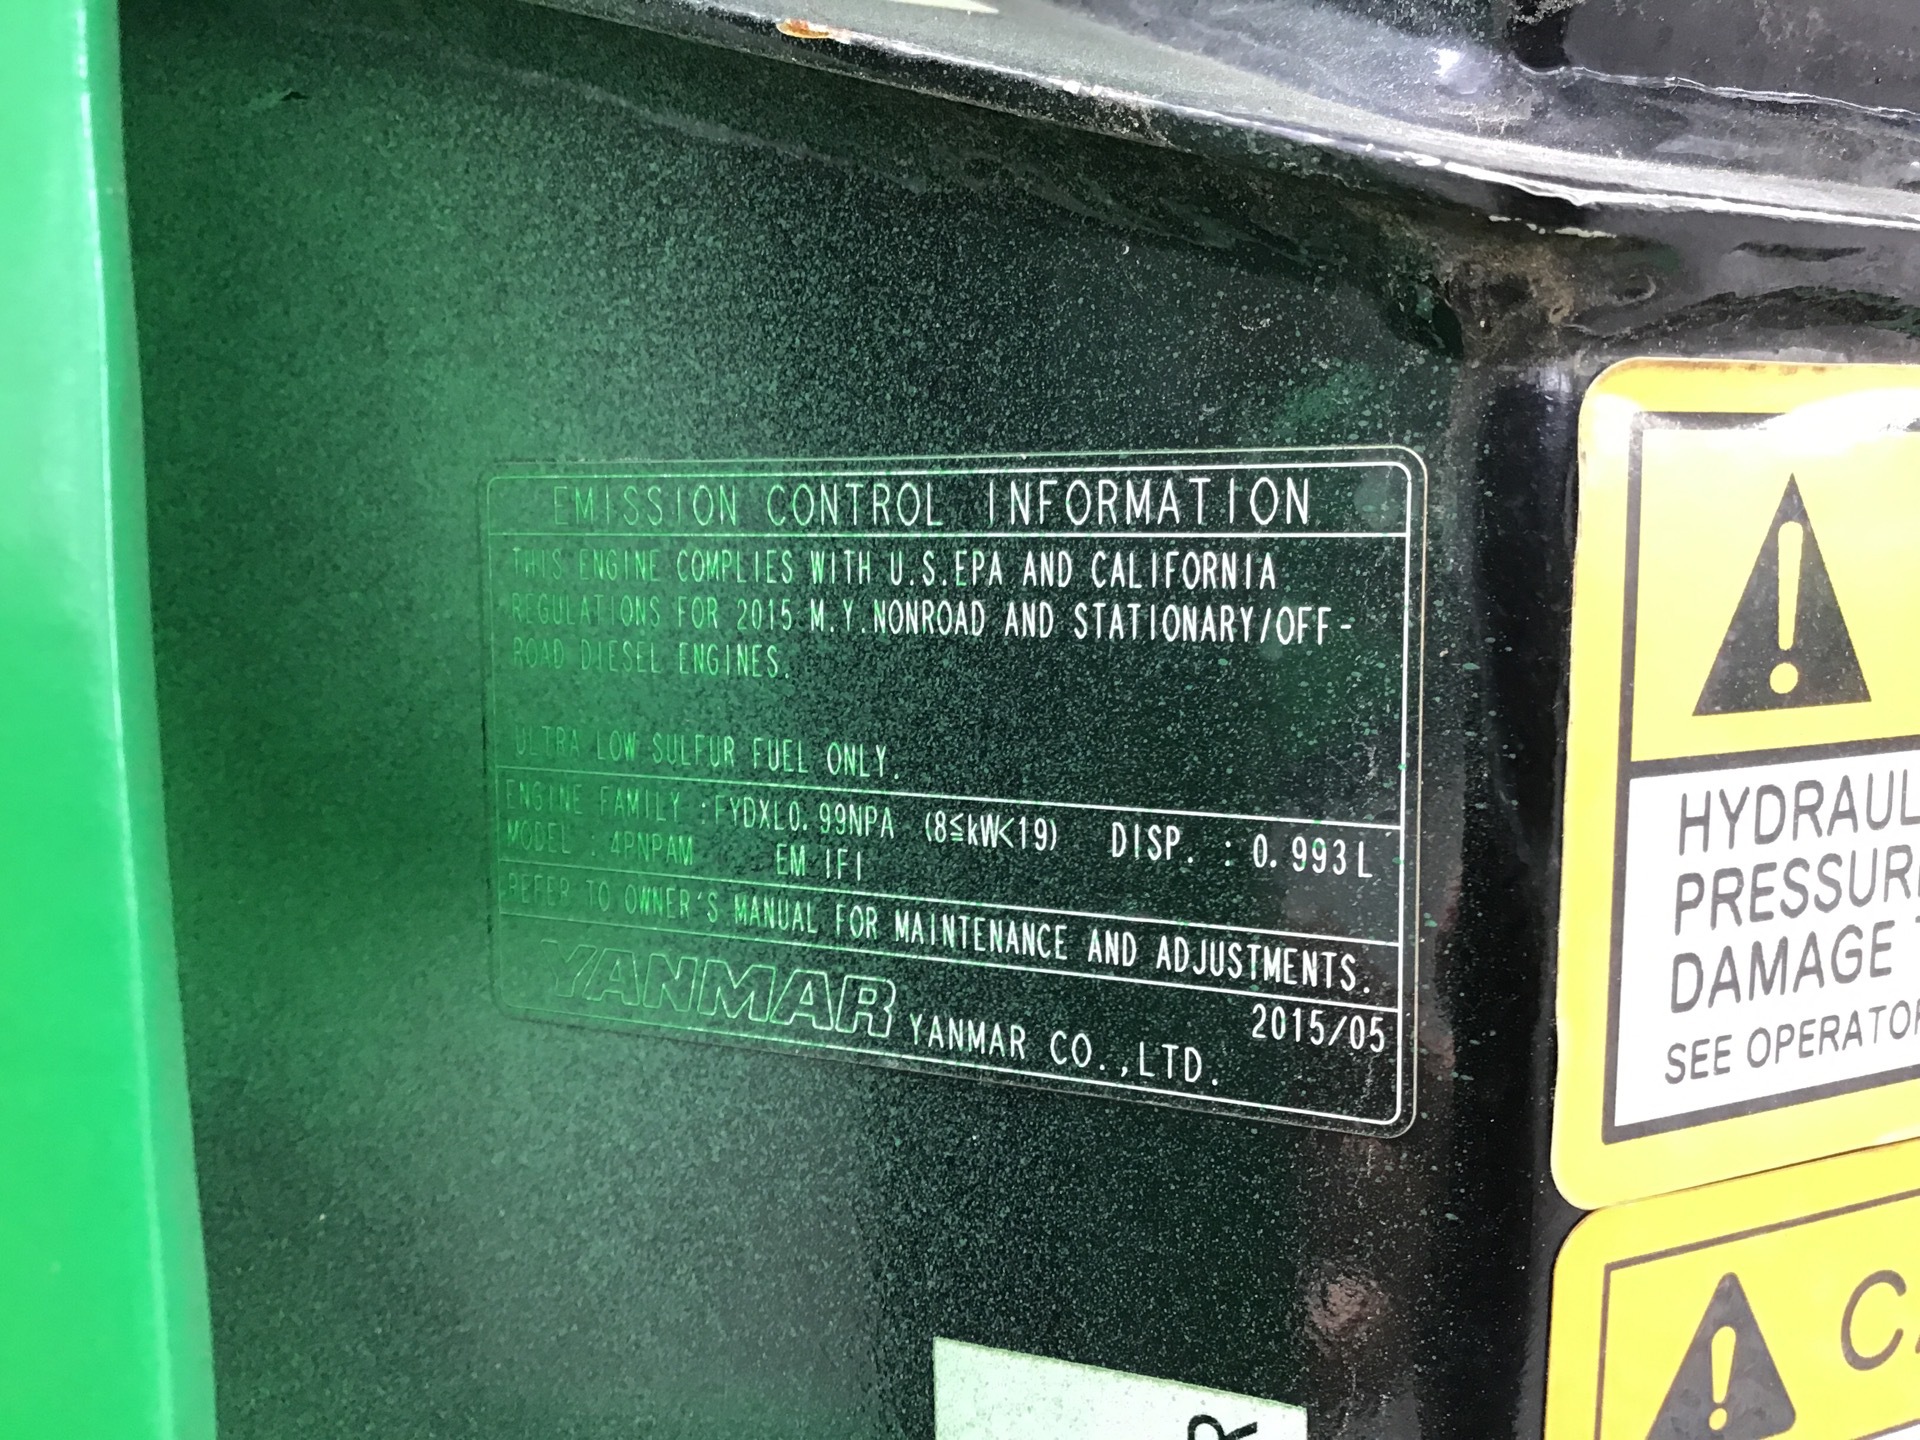 EMISSION CONTROL INFORMATION
THIS ENGINE COMPLIES WITH U.S.EPA AND CALIFORNIA
REGULATIONS FOR 2015 M.Y.NONROAD AND STATIONARY/OFF-
ROAD DIESEL ENGINES.
ULTRA LOW SULFUR FUEL ONLY.
ENGINE FAMILY :FYDXL0.99NPA (8≦kW<19) DISP. : 0.993L
MODEL : 4PNPAM EM IFI
REFER TO OWNER'S MANUAL FOR MAINTENANCE AND ADJUSTMENTS.
YANMAR YANMAR CO.,LTD. 2015/05
HYDRAUL
PRESSUR
DAMAGE
SEE OPERATO
C
R